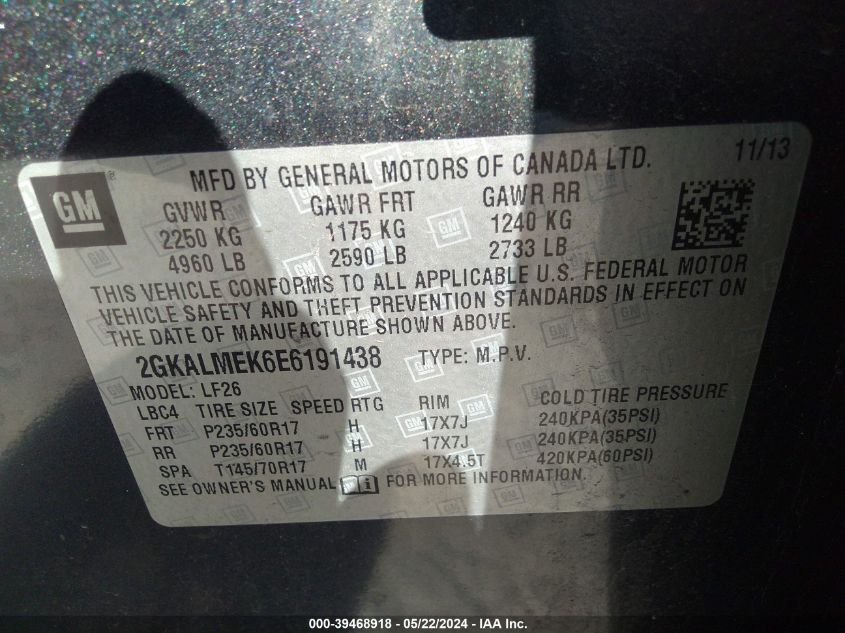 MFD BY GENERAL MOTORS OF CANADA LTD. 11/13
GM ®
GVWR GAWR FRT GAWR RR
2250 KG 1175 KG 1240 KG
4960 LB 2590 LB 2733 LB
THIS VEHICLE CONFORMS TO ALL APPLICABLE U.S. FEDERAL MOTOR
VEHICLE SAFETY AND THEFT PREVENTION STANDARDS IN EFFECT ON
THE DATE OF MANUFACTURE SHOWN ABOVE.
2GKALMEK6E6191438 TYPE: M.P.V.
MODEL: LF26
LBC4 TIRE SIZE SPEED RTG RIM COLD TIRE PRESSURE
FRT P235/60R17 H 17X7J 240KPA(35PSI)
RR P235/60R17 H 17X7J 240KPA(35PSI)
SPA T145/70R17 M 17X4.5T 420KPA(60PSI)
SEE OWNER'S MANUAL i FOR MORE INFORMATION.
000-39468918 - 05/22/2024 - IAA Inc.